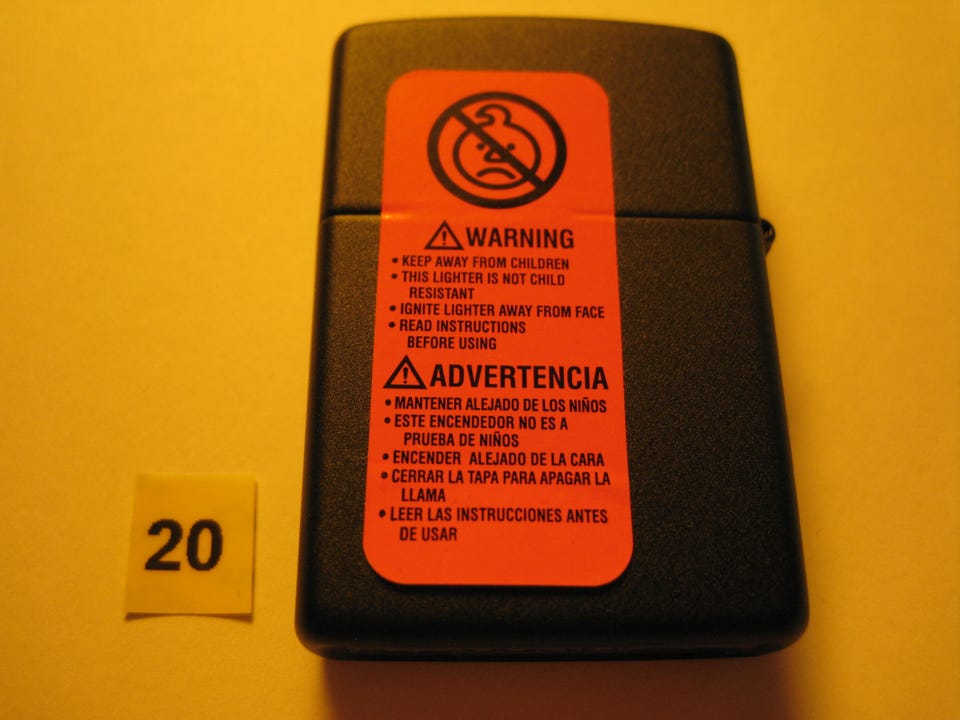 WARNING
• KEEP AWAY FROM CHILDREN
• THIS LIGHTER IS NOT CHILD
RESISTANT
• IGNITE LIGHTER AWAY FROM FACE
• READ INSTRUCTIONS
BEFORE USING
ADVERTENCIA
• MANTENER ALEJADO DE LOS NIÑOS
• ESTE ENCENDEDOR NO ES A
PRUEBA DE NIÑOS
• ENCENDER ALEJADO DE LA CARA
• CERRAR LA TAPA PARA APAGAR LA
LLAMA
• LEER LAS INSTRUCCIONES ANTES
DE USAR
20